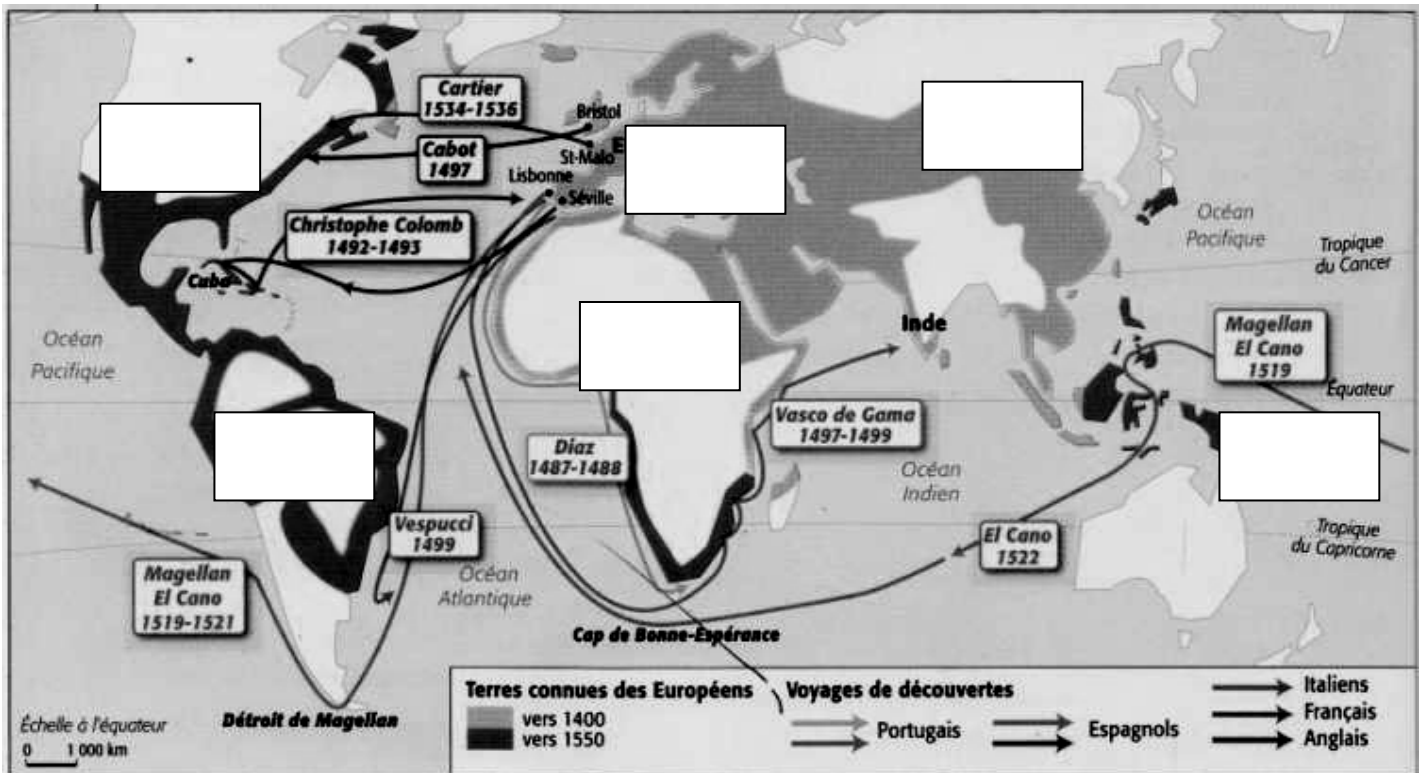 Cartier
1534-1536
Bristol
Cabot
1497
St-Malo
E
Lisbonne
Séville
Christophe Colomb
1492-1493
Cuba
Océan
Pacifique
Tropique
du Cancer
Océan
Pacifique
Inde
Magellan
El Cano
1519
Équateur
Vasco de Gama
1497-1499
Diaz
1487-1488
Océan
Indien
Vespucci
1499
El Cano
1522
Tropique
du Capricorne
Magellan
El Cano
1519-1521
Océan
Atlantique
Cap de Bonne-Espérance
Détroit de Magellan
Échelle à l'équateur
0 1 000 km
Terres connues des Européens
vers 1400
vers 1550
Voyages de découvertes
Portugais
Espagnols
Italiens
Français
Anglais